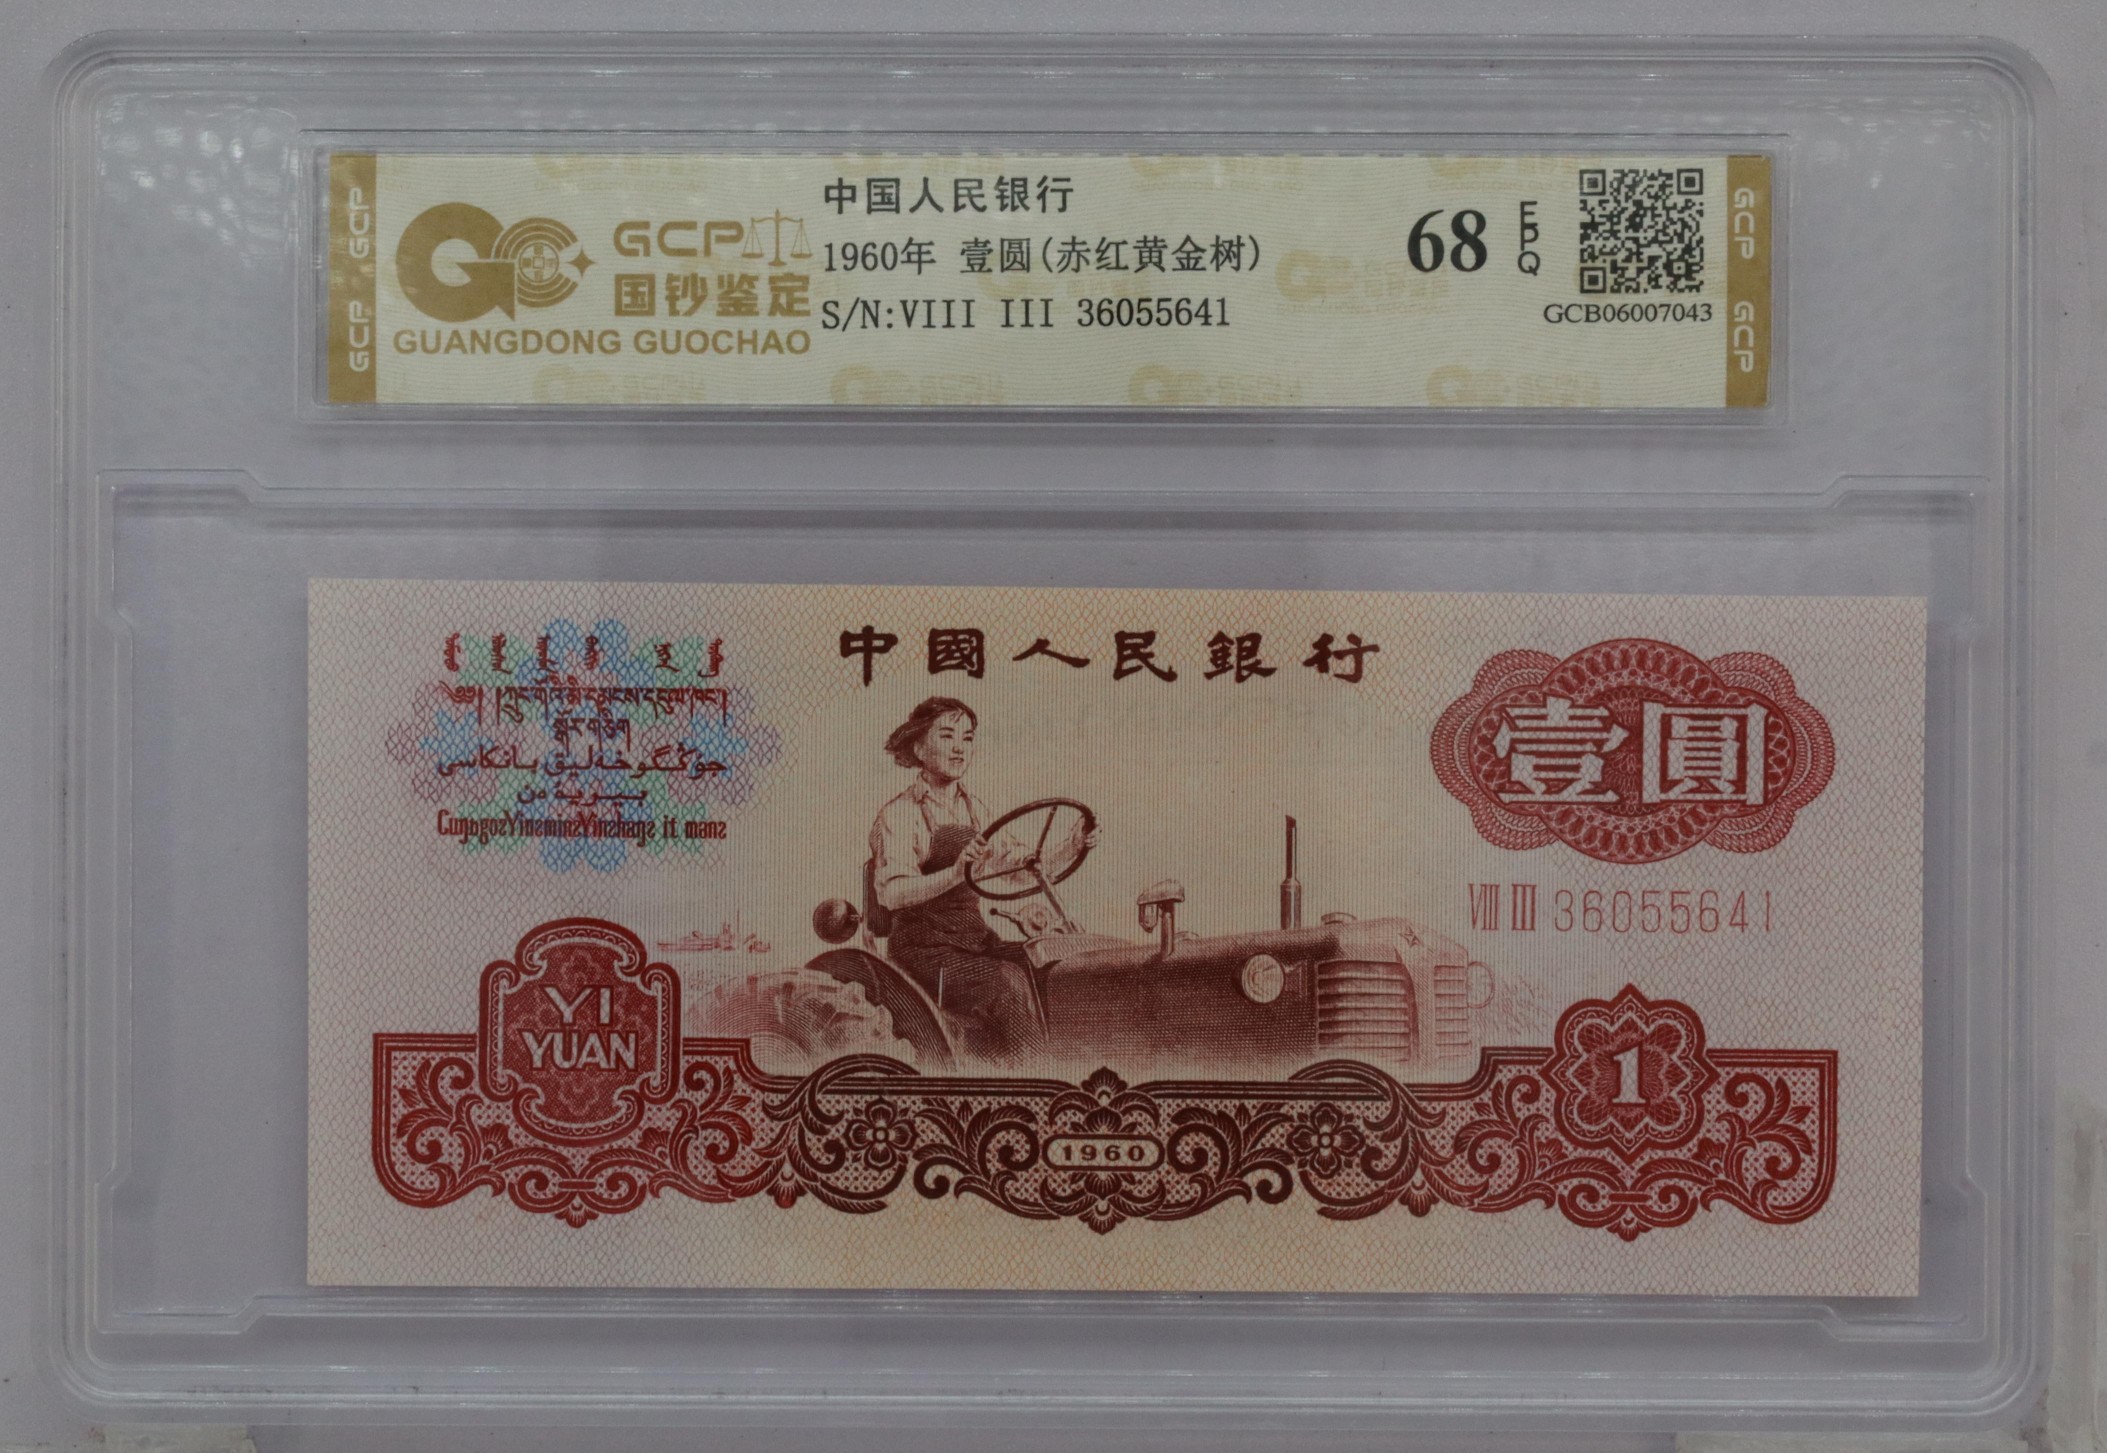 GCP GCP
GCP
国钞鉴定
GUANGDONG GUOCHAO
中国人民银行
1960年 壹圆(赤红黄金树)
S/N:VIII III 36055641
68 EPQ
GCB06007043
GCP GCP
中國人民銀行
壹圓
VIII III 36055641
YI
YUAN
1
1960